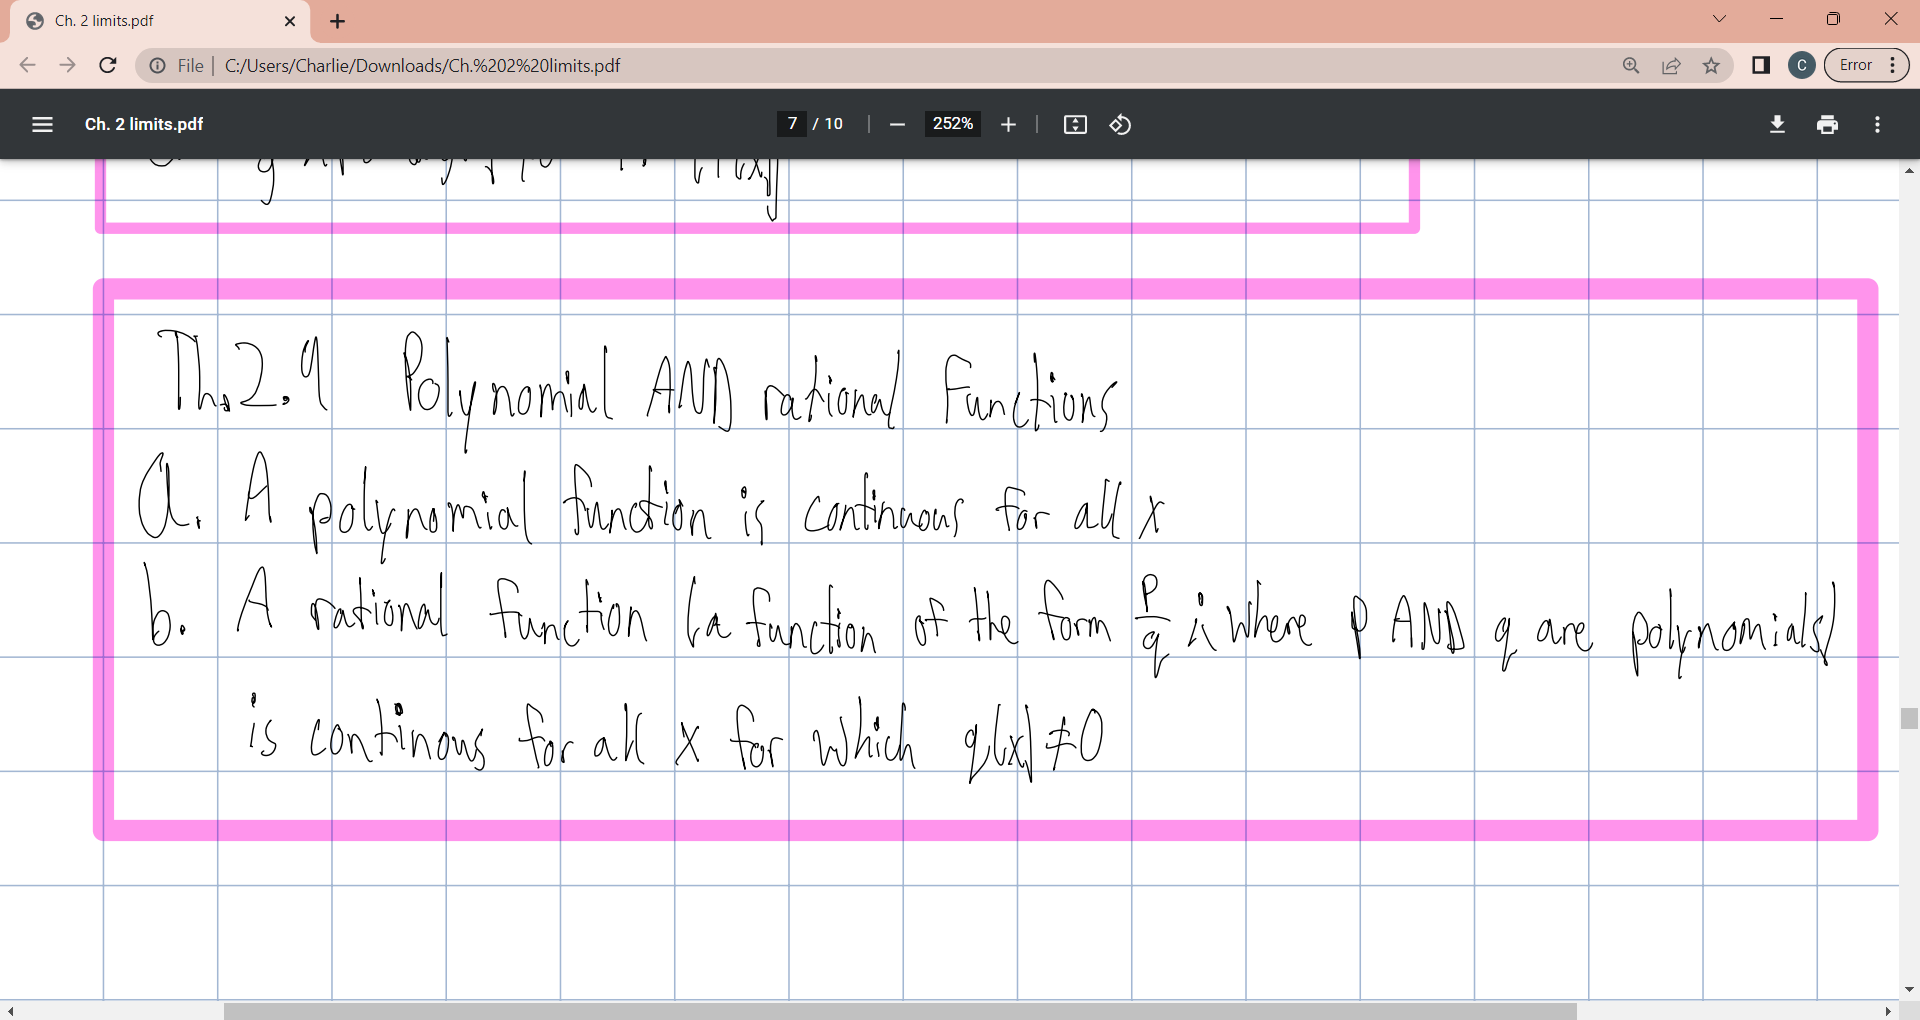 Ch. 2 limits.pdf
File | C:/Users/Charlie/Downloads/Ch.%202%20limits.pdf
C
Error
Ch. 2 limits.pdf
7 / 10
252%
Th. 2.9 Polynomial AND rational Functions
a. A polynomial function is continuous for all x
b. A rational function (a function of the form p/q ; where p AND q are polynomials)
is continous for all x for which q(x) ≠ 0